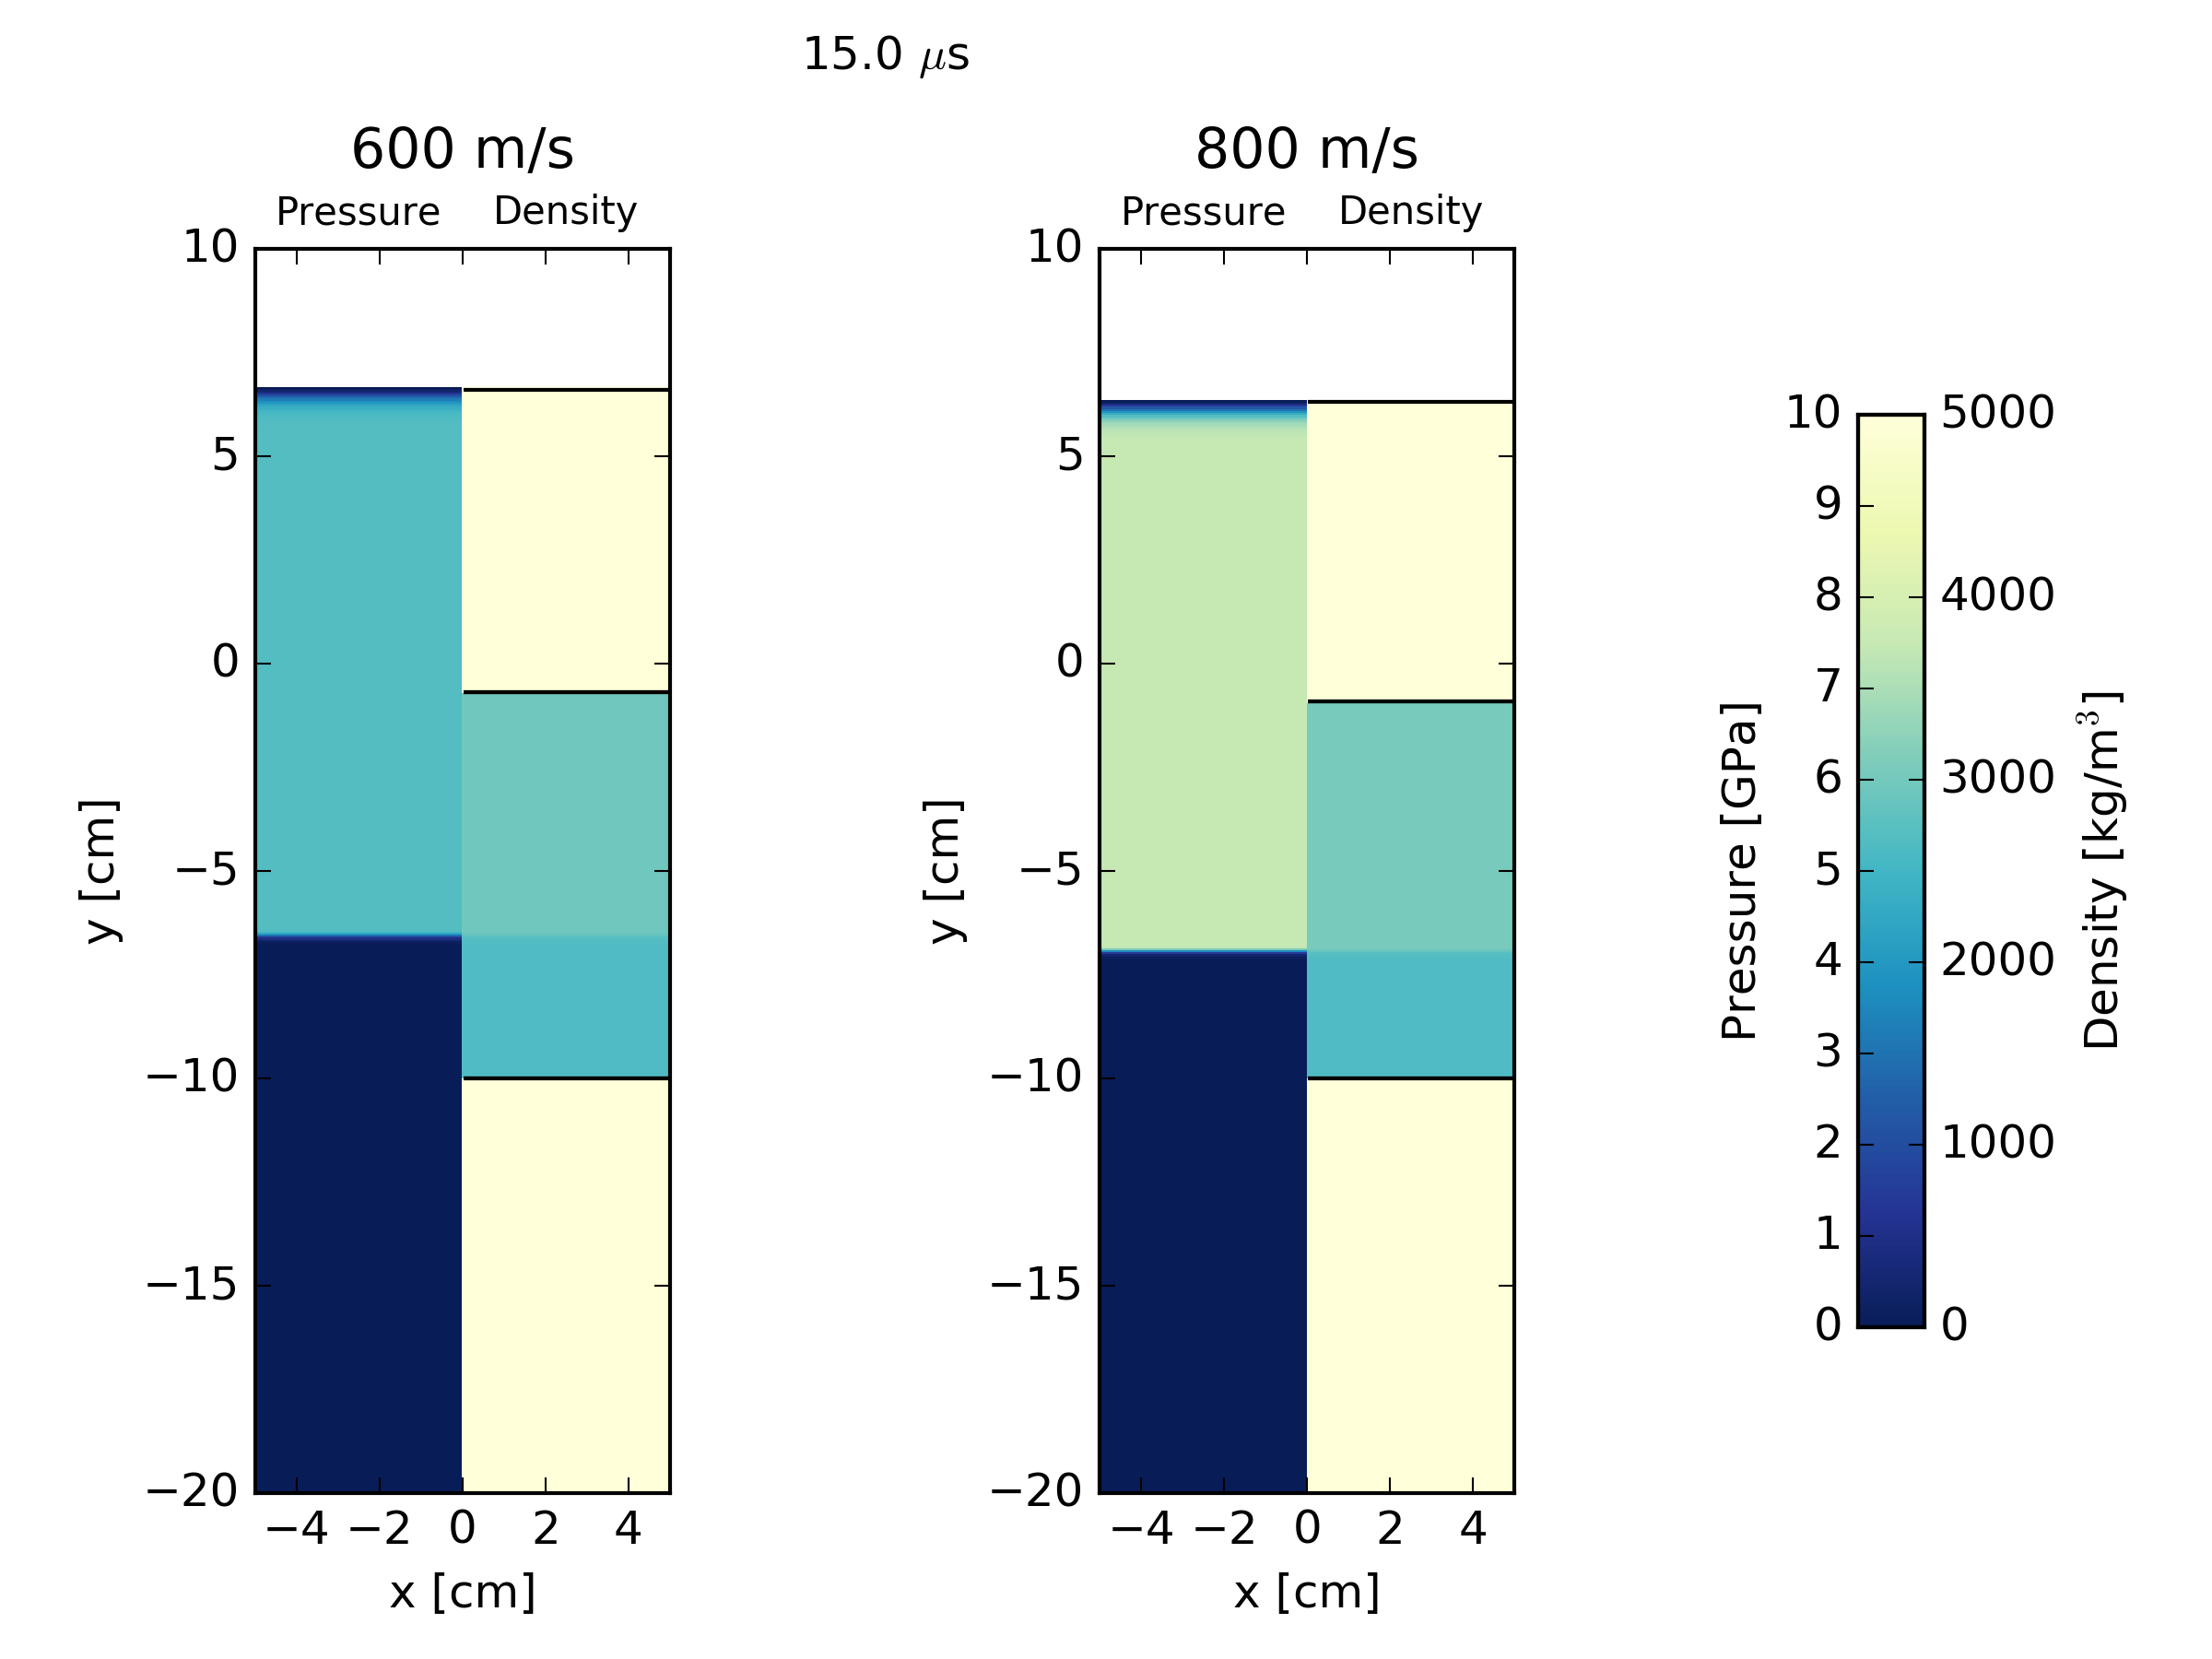 15.0 μs
600 m/s
Pressure Density
10
5
0
−5
−10
−15
−20
y [cm]
−4 −2 0 2 4
x [cm]
800 m/s
Pressure Density
10
5
0
−5
−10
−15
−20
y [cm]
−4 −2 0 2 4
x [cm]
10
9
8
7
6
5
4
3
2
1
0
Pressure [GPa]
5000
4000
3000
2000
1000
0
Density [kg/m³]